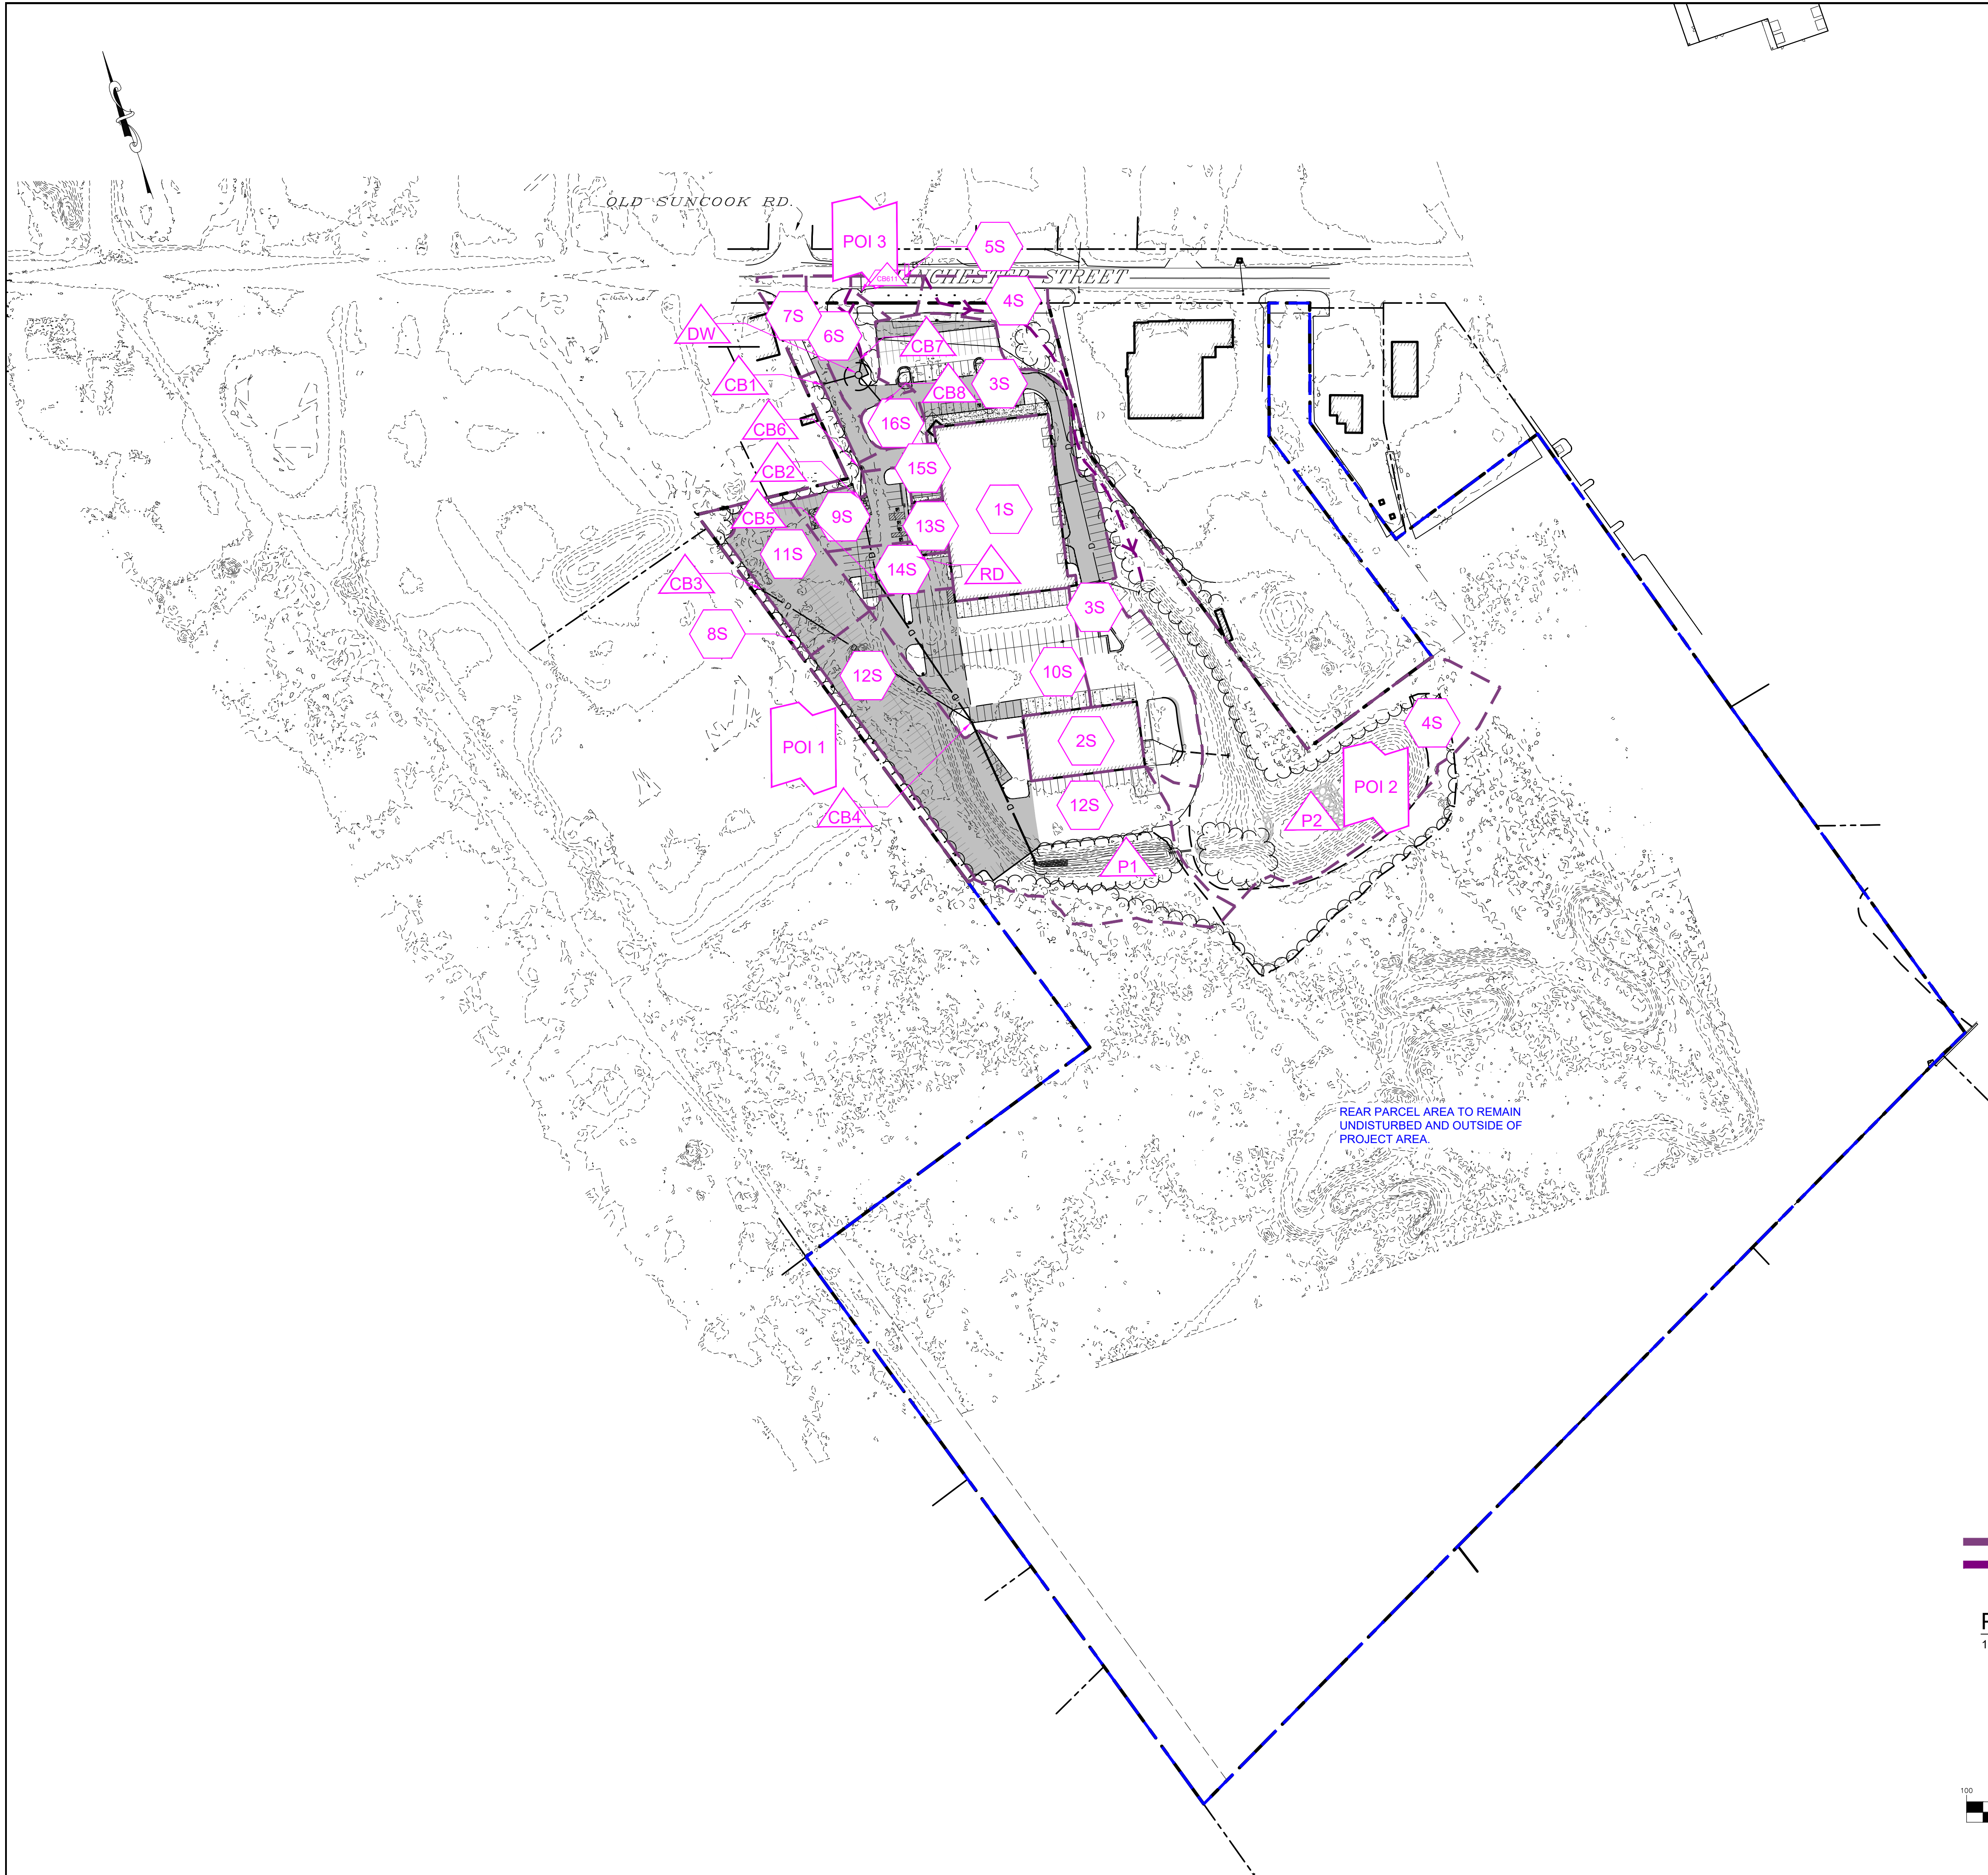 OLD SUNCOOK RD.
POI 3
5S
CHESTER STREET
4S
7S
DW
6S
CB7
CB1
CB8
3S
CB6
16S
CB2
15S
CB5
9S
1S
13S
11S
CB3
14S
RD
3S
8S
12S
10S
4S
POI 1
2S
POI 2
CB4
12S
P2
P1
D
D
D
D
D
D
REAR PARCEL AREA TO REMAIN
UNDISTURBED AND OUTSIDE OF
PROJECT AREA.
100